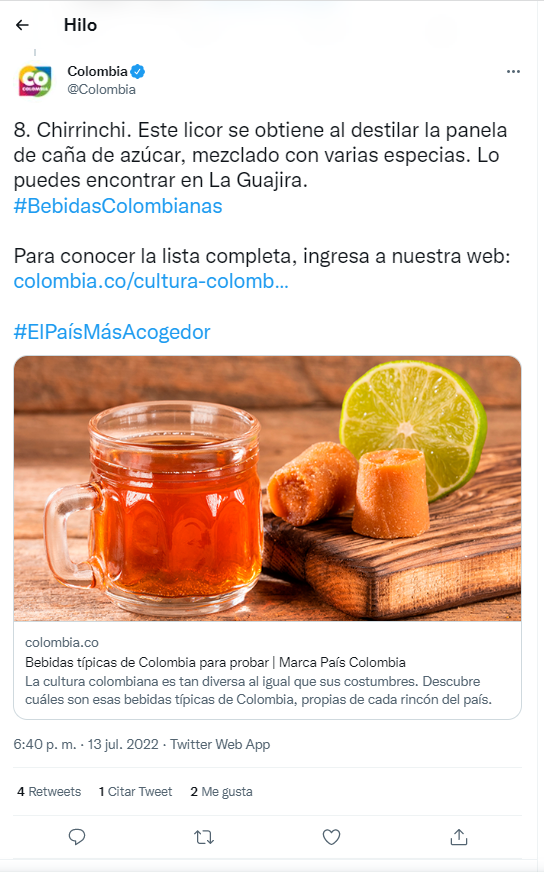 Hilo
COLOMBIA
Colombia
@Colombia
8. Chirrinchi. Este licor se obtiene al destilar la panela
de caña de azúcar, mezclado con varias especias. Lo
puedes encontrar en La Guajira.
#BebidasColombianas
Para conocer la lista completa, ingresa a nuestra web:
colombia.co/cultura-colomb...
#ElPaísMásAcogedor
colombia.co
Bebidas típicas de Colombia para probar | Marca País Colombia
La cultura colombiana es tan diversa al igual que sus costumbres. Descubre
cuáles son esas bebidas típicas de Colombia, propias de cada rincón del país.
6:40 p. m. · 13 jul. 2022 · Twitter Web App
4 Retweets 1 Citar Tweet 2 Me gusta